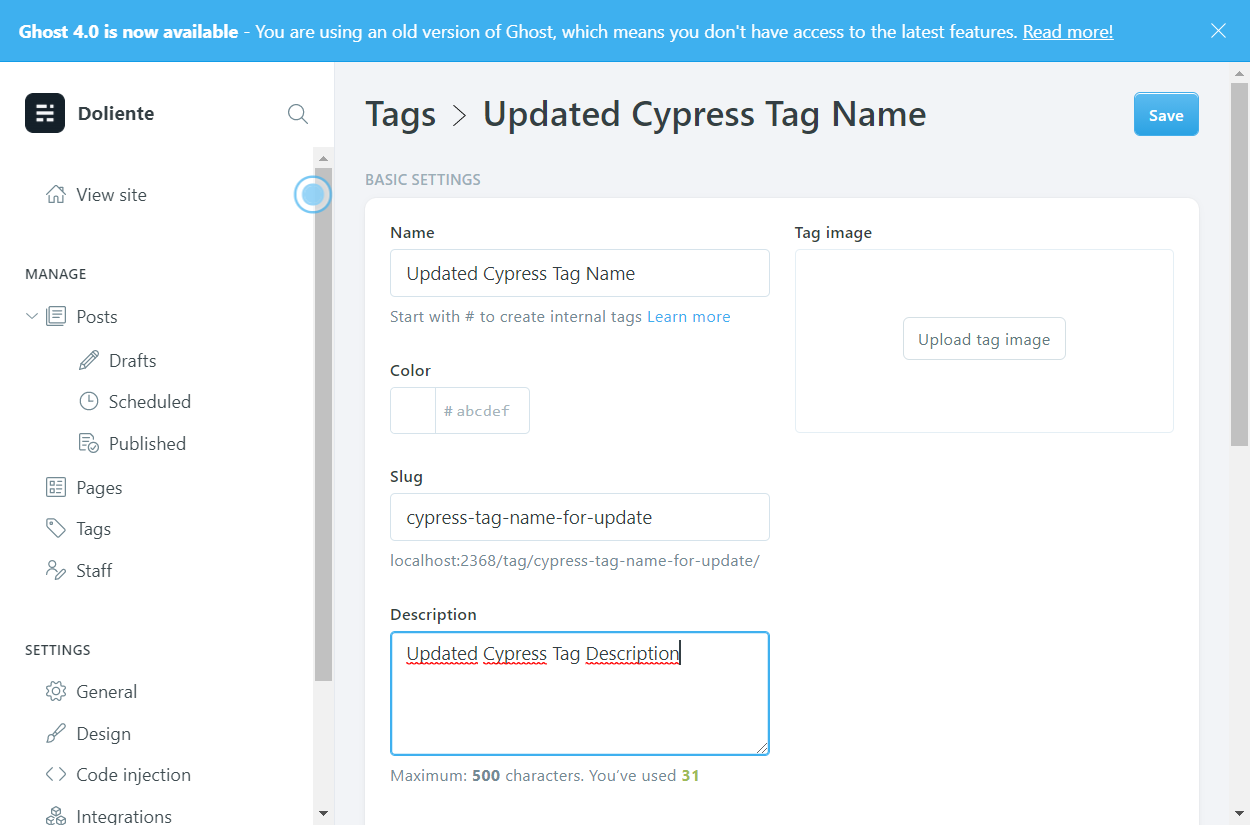 Ghost 4.0 is now available - You are using an old version of Ghost, which means you don't have access to the latest features. Read more!
Doliente
View site
MANAGE
Posts
Drafts
Scheduled
Published
Pages
Tags
Staff
SETTINGS
General
Design
Code injection
Integrations
Tags > Updated Cypress Tag Name
Save
BASIC SETTINGS
Name
Updated Cypress Tag Name
Start with # to create internal tags Learn more
Color
# abcdef
Slug
cypress-tag-name-for-update
localhost:2368/tag/cypress-tag-name-for-update/
Description
Updated Cypress Tag Description
Maximum: 500 characters. You’ve used 31
Tag image
Upload tag image